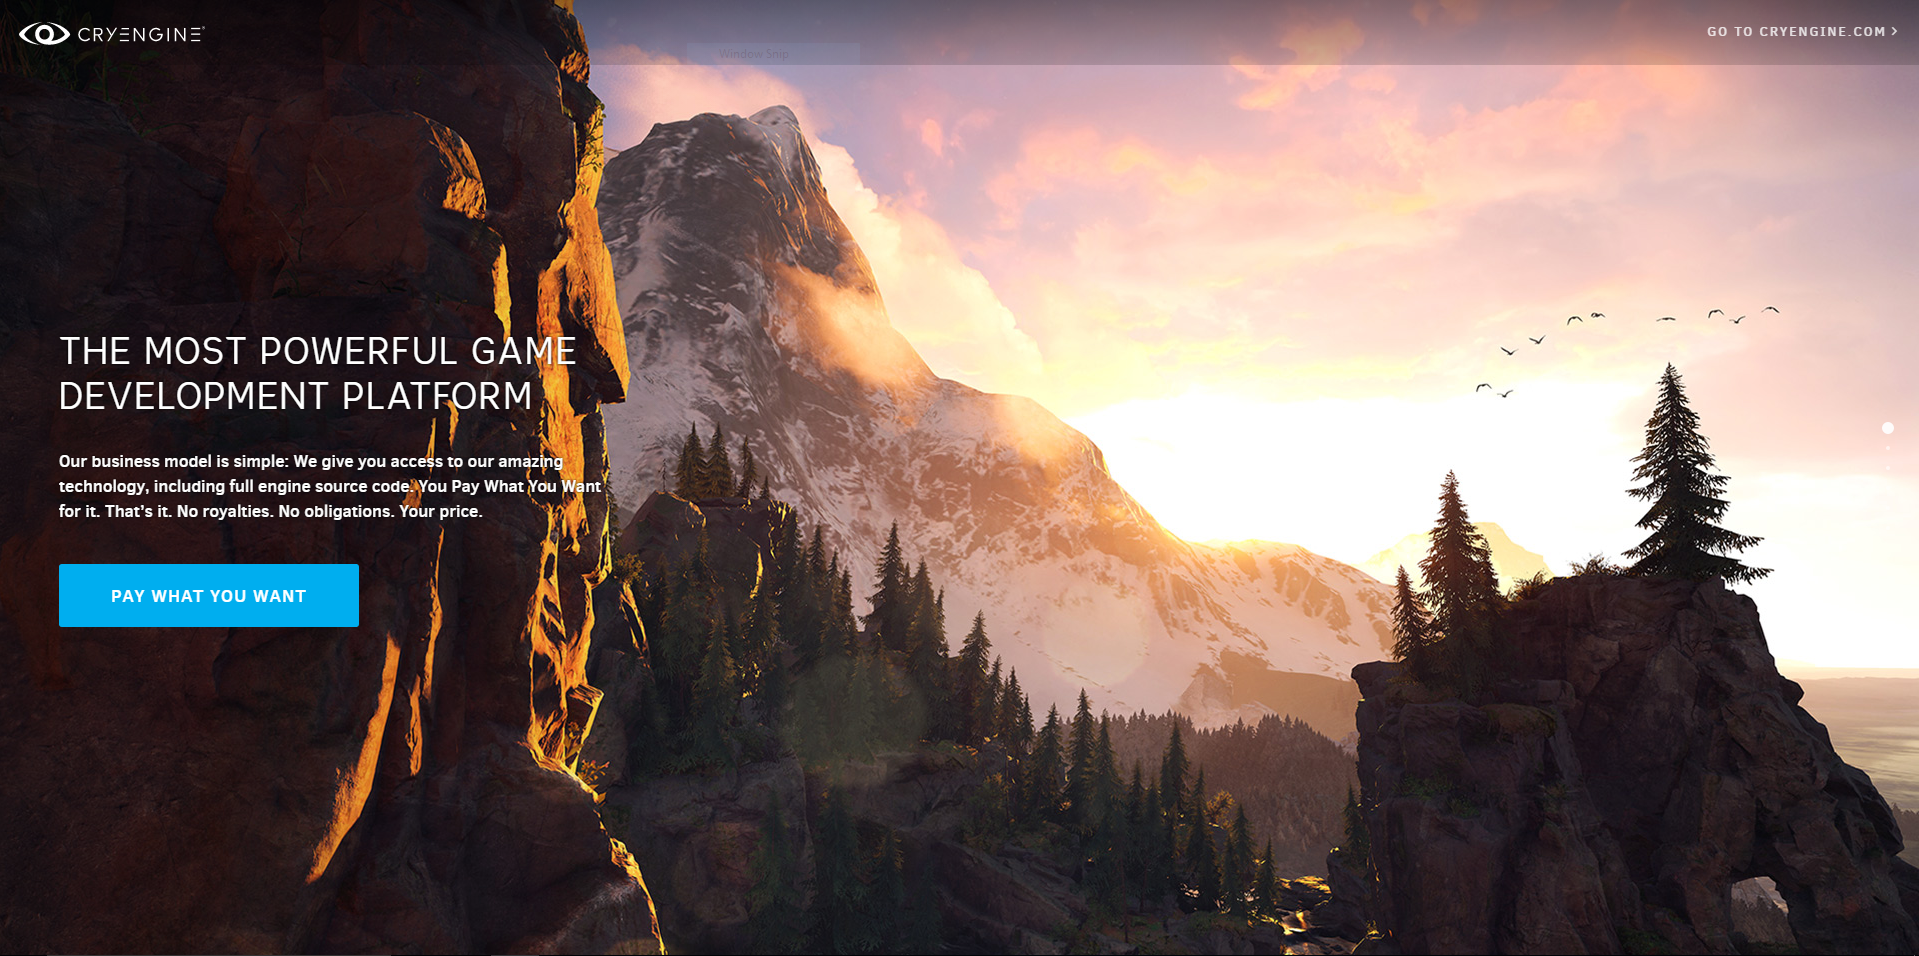 CRYENGINE
GO TO CRYENGINE.COM >
Window Snip
THE MOST POWERFUL GAME
DEVELOPMENT PLATFORM
Our business model is simple: We give you access to our amazing
technology, including full engine source code. You Pay What You Want
for it. That's it. No royalties. No obligations. Your price.
PAY WHAT YOU WANT